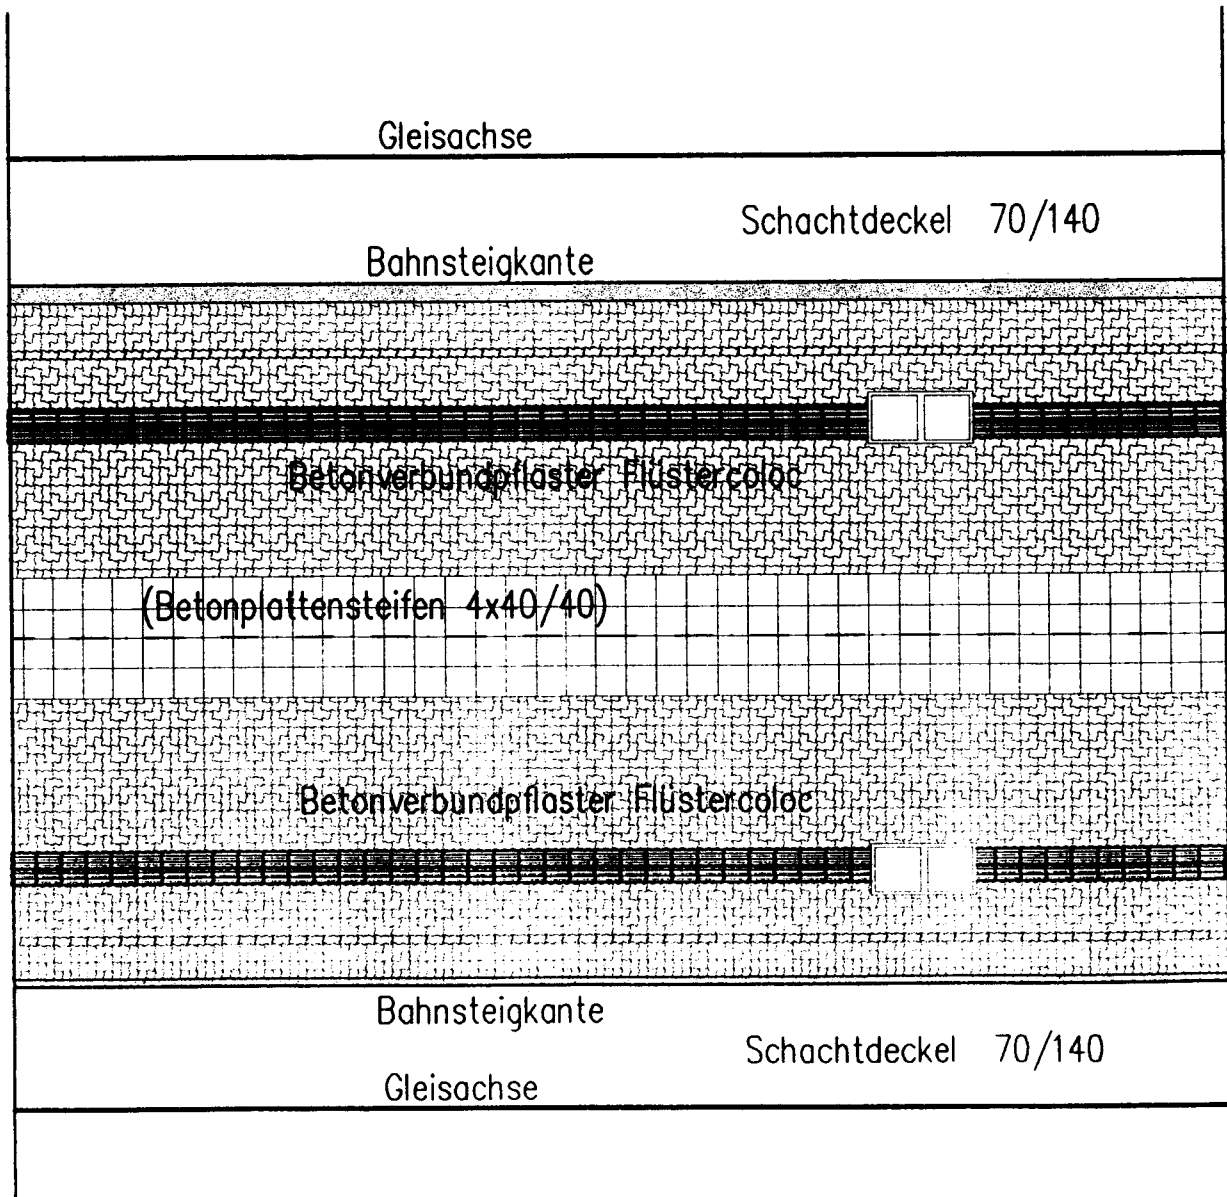 Gleisachse
Schachtdeckel 70/140
Bahnsteigkante
Betonverbundpflaster Flüstercoloc
(Betonplattensteifen 4x40/40)
Betonverbundpflaster Flüstercoloc
Bahnsteigkante
Schachtdeckel 70/140
Gleisachse